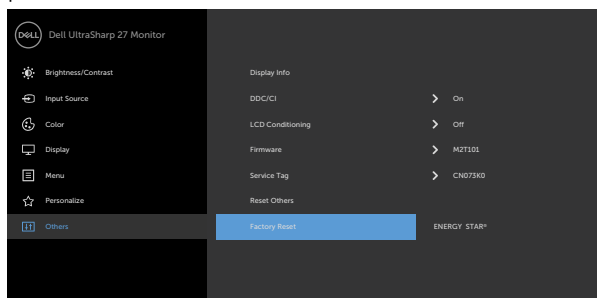 DELL Dell UltraSharp 27 Monitor
Brightness/Contrast Display Info
Input Source DDC/CI On
Color LCD Conditioning Off
Display Firmware M2T101
Menu Service Tag CN073K0
Personalize Reset Others
Others Factory Reset ENERGY STAR®